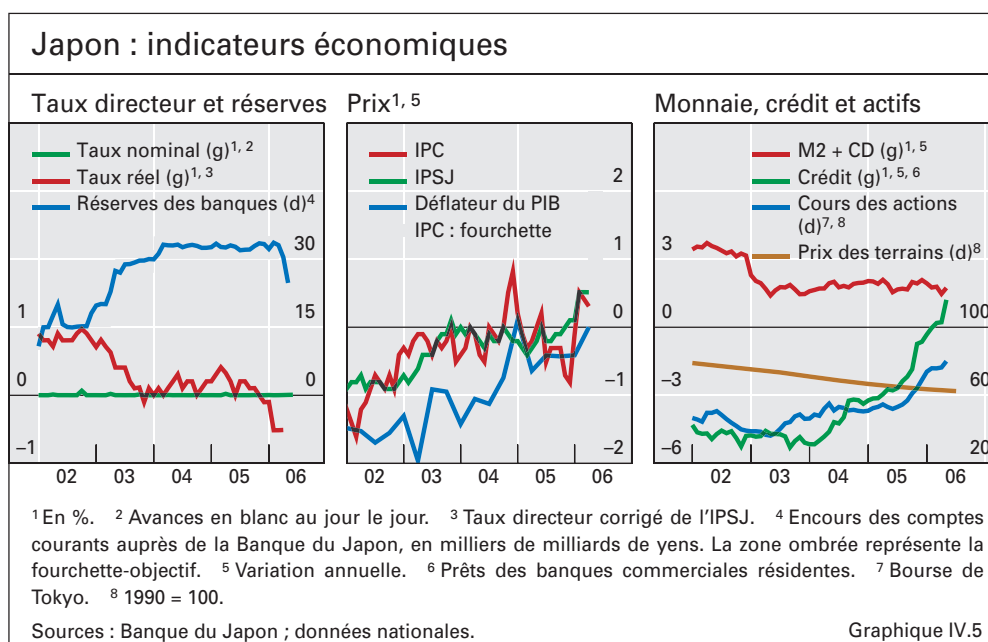 Japon : indicateurs économiques
Taux directeur et réserves
Taux nominal (g)1, 2
Taux réel (g)1, 3
Réserves des banques (d)4
30
1
15
0
0
–1
02
03
04
05
06
Prix1, 5
IPC
IPSJ
Déflateur du PIB
IPC : fourchette
2
1
0
–1
–2
02
03
04
05
06
Monnaie, crédit et actifs
M2 + CD (g)1, 5
Crédit (g)1, 5, 6
Cours des actions
(d)7, 8
Prix des terrains (d)8
3
0
100
–3
60
–6
20
02
03
04
05
06
1 En %. 2 Avances en blanc au jour le jour. 3 Taux directeur corrigé de l'IPSJ. 4 Encours des comptes
courants auprès de la Banque du Japon, en milliers de milliards de yens. La zone ombrée représente la
fourchette-objectif. 5 Variation annuelle. 6 Prêts des banques commerciales résidentes. 7 Bourse de
Tokyo. 8 1990 = 100.
Sources : Banque du Japon ; données nationales.
Graphique IV.5